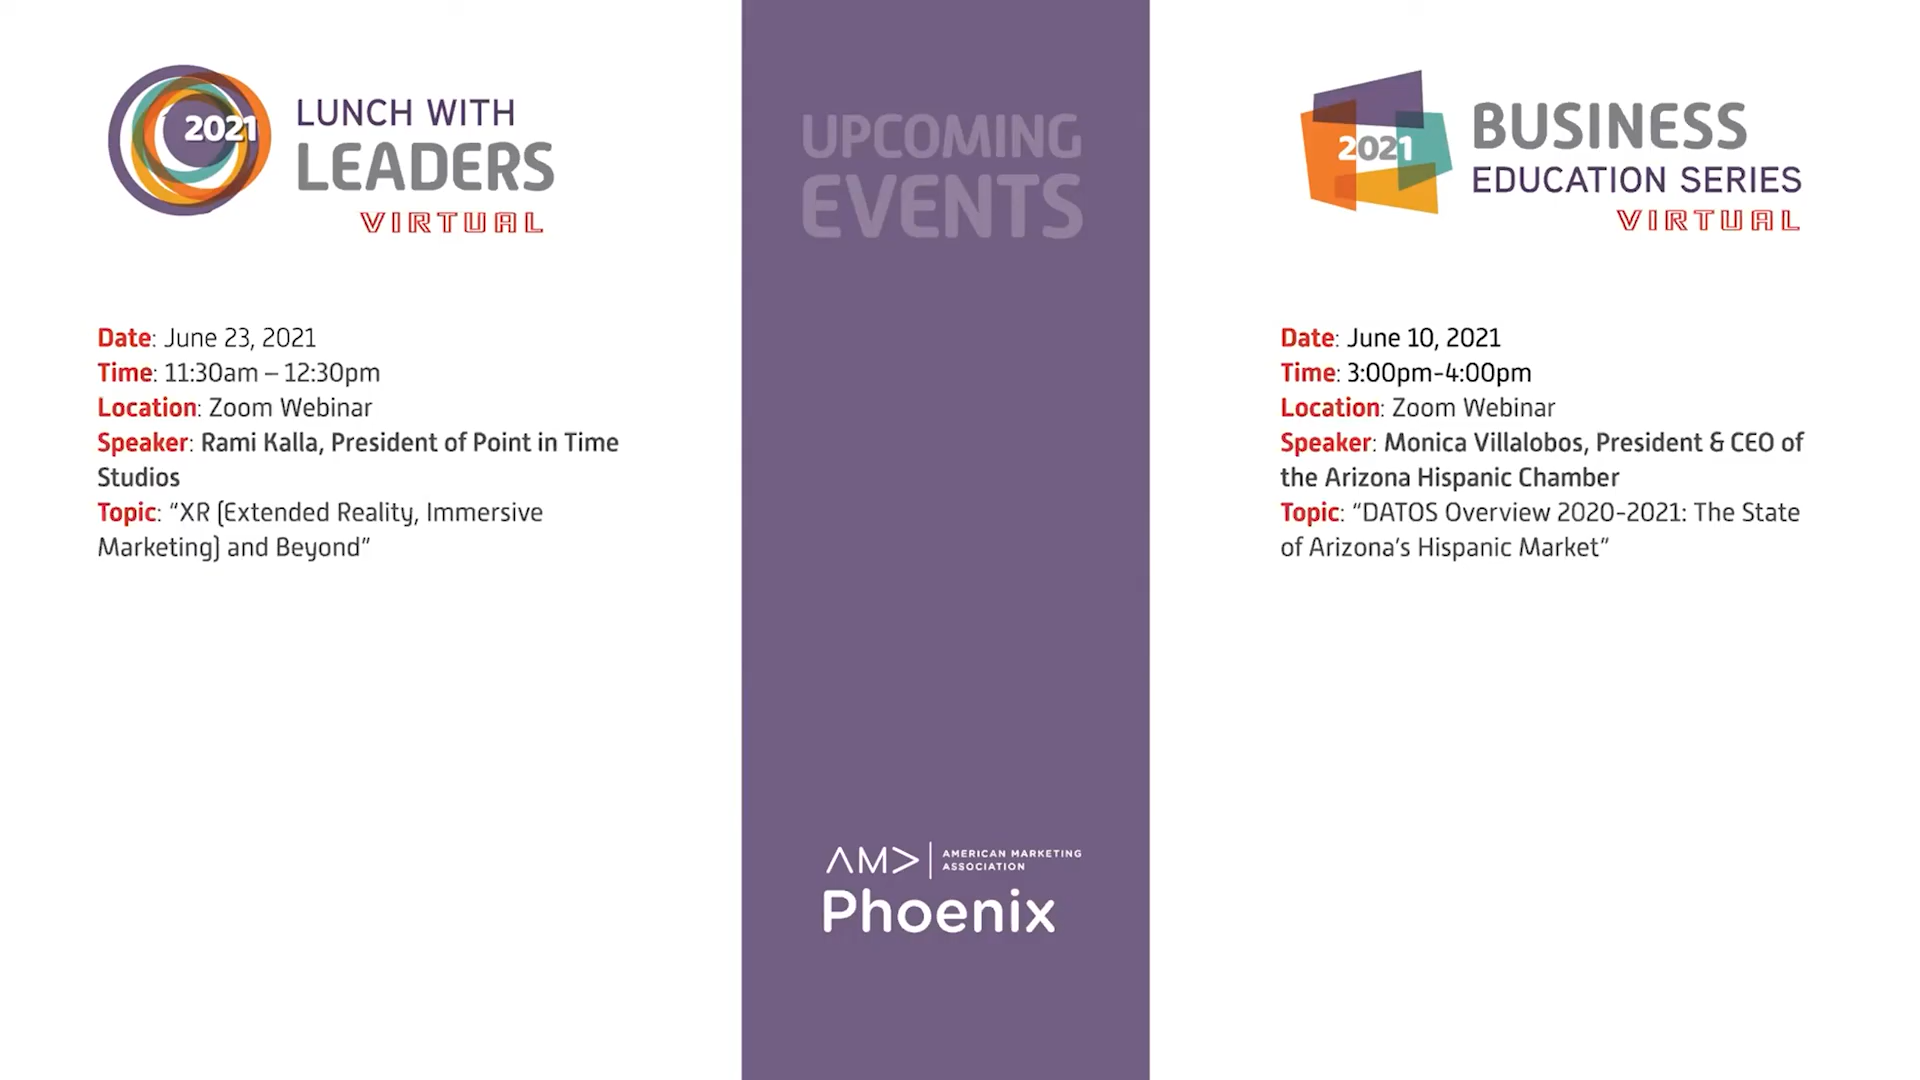 2021
LUNCH WITH
LEADERS
VIRTUAL
Date: June 23, 2021
Time: 11:30am – 12:30pm
Location: Zoom Webinar
Speaker: Rami Kalla, President of Point in Time
Studios
Topic: “XR (Extended Reality, Immersive
Marketing) and Beyond”
UPCOMING
EVENTS
AMA | AMERICAN MARKETING
ASSOCIATION
Phoenix
2021
BUSINESS
EDUCATION SERIES
VIRTUAL
Date: June 10, 2021
Time: 3:00pm-4:00pm
Location: Zoom Webinar
Speaker: Monica Villalobos, President & CEO of
the Arizona Hispanic Chamber
Topic: “DATOS Overview 2020-2021: The State
of Arizona’s Hispanic Market”